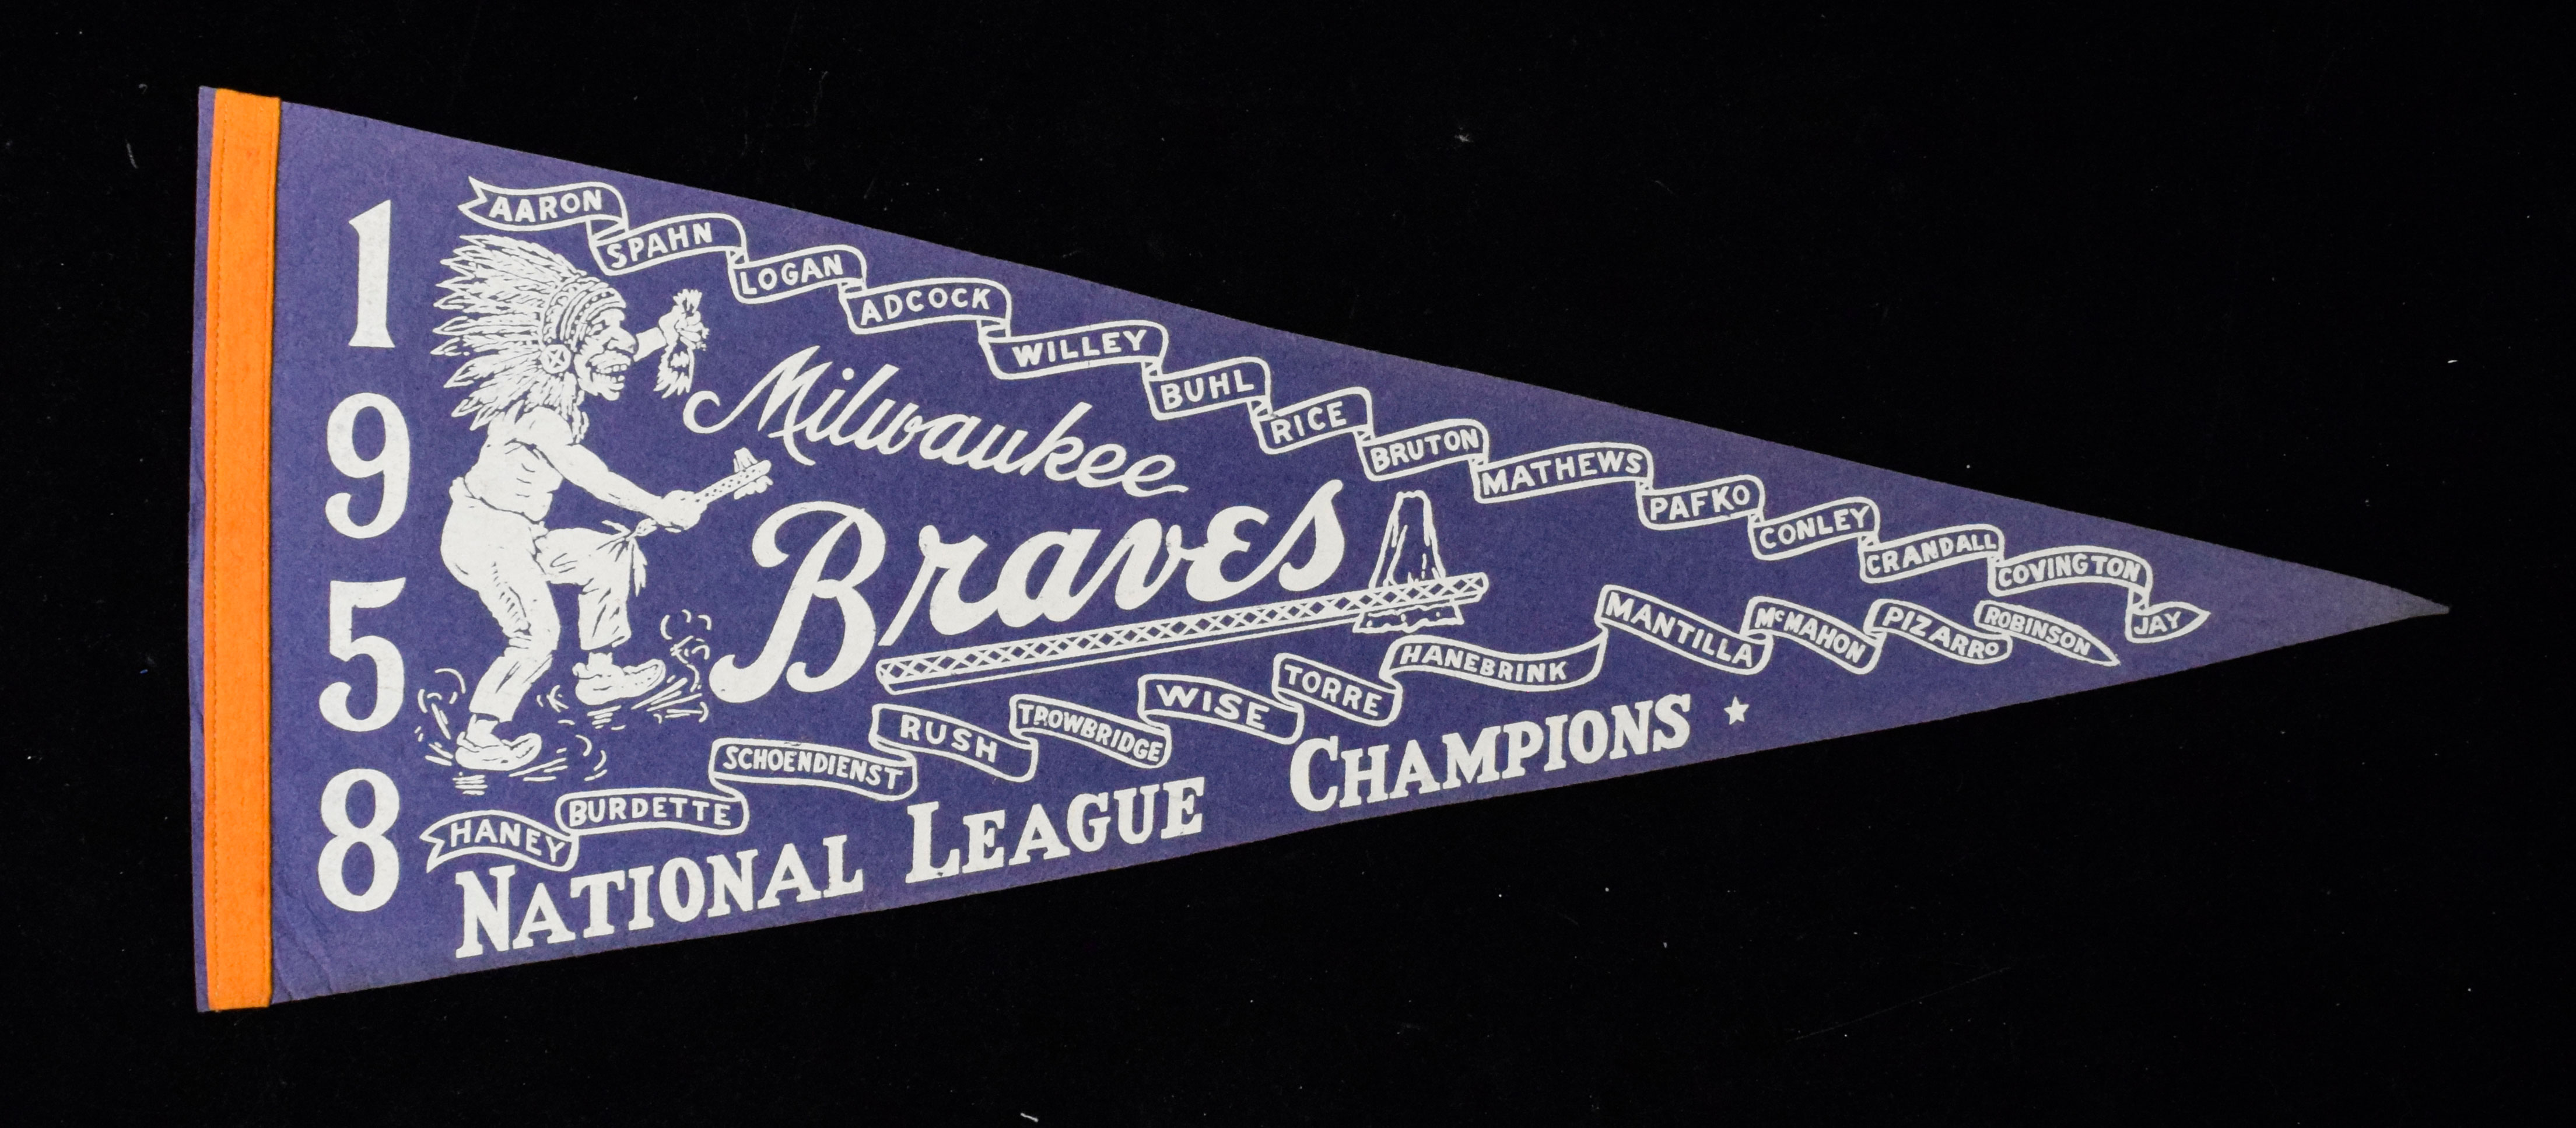 1958
AARON
SPAHN
LOGAN
ADCOCK
WILLEY
BUHL
RICE
BRUTON
MATHEWS
PAFKO
CONLEY
CRANDALL
COVINGTON
JAY
Milwaukee
Braves
HANEY
BURDETTE
SCHOENDIENST
RUSH
TROWBRIDGE
WISE
TORRE
HANEBRINK
MANTILLA
McMAHON
PIZARRO
ROBINSON
NATIONAL LEAGUE CHAMPIONS